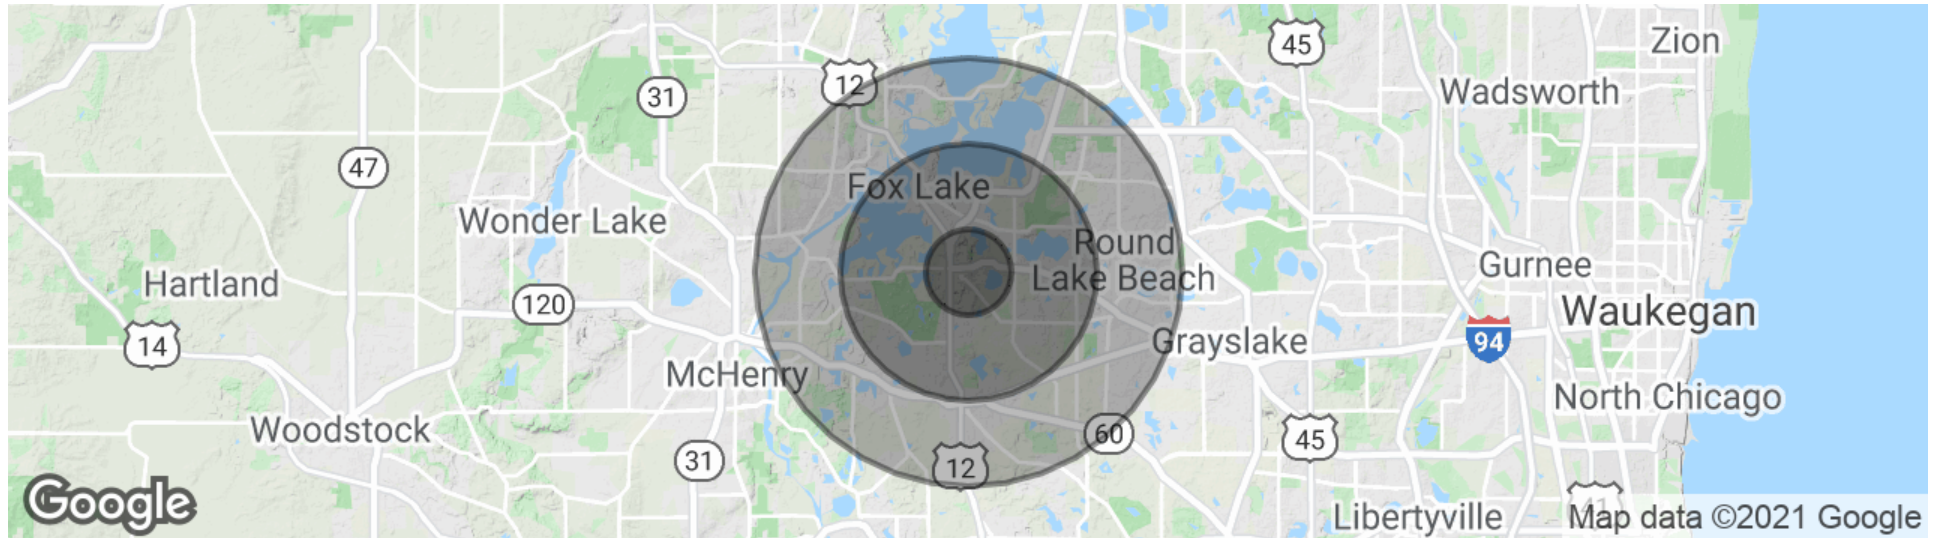 Zion
45
12
Wadsworth
31
47
Fox Lake
Wonder Lake
Round
Lake Beach
Gurnee
Hartland
120
Waukegan
14
94
Grayslake
McHenry
North Chicago
Woodstock
60
45
31
12
41
Google
Libertyville
Map data ©2021 Google